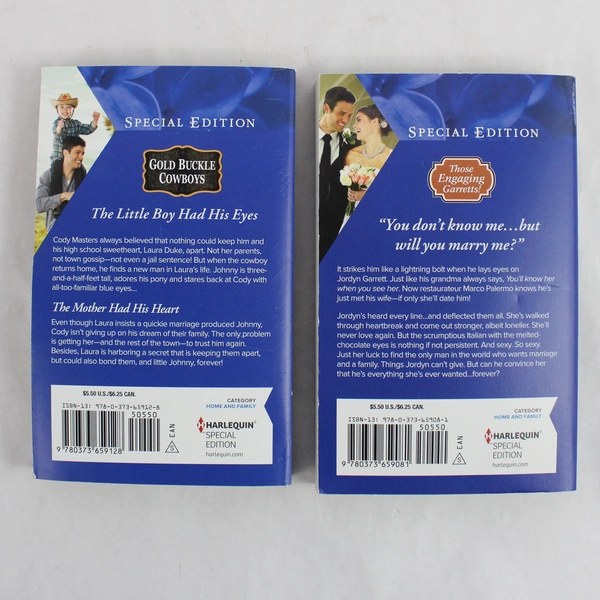 SPECIAL EDITION
GOLD BUCKLE
COWBOYS
The Little Boy Had His Eyes
Cody Masters always believed that nothing could keep him and
his high school sweetheart, Laura Duke, apart. Not her parents,
not town gossip—not even a jail sentence! But when the cowboy
returns home, he finds a new man in Laura's life. Johnny is three-
and-a-half-feet tall, adores his pony and stares back at Cody with
all-too-familiar blue eyes...
The Mother Had His Heart
Even though Laura insists a quickie marriage produced Johnny,
Cody isn't giving up on his dream of their family. The only problem
is getting her—and the rest of the town—to trust him again.
Besides, Laura is harboring a secret that is keeping them apart,
but could also bond them, and little Johnny, forever!
$5.50 U.S./$6.25 CAN.
ISBN-13: 978-0-373-65912-8
50550
9 780373 659128
EAN
S
CATEGORY
HOME AND FAMILY
HARLEQUIN®
SPECIAL
EDITION
harlequin.com
SPECIAL EDITION
Those
Engaging
Garretts!
"You don't know me...but
will you marry me?"
It strikes him like a lightning bolt when he lays eyes on
Jordyn Garrett. Just like his grandma always says, You'll know her
when you see her. Now restaurateur Marco Palermo knows he's
just met his wife—if only she'll date him!
Jordyn's heard every line...and deflected them all. She's walked
through heartbreak and come out stronger, albeit lonelier. She'll
never love again. But the scrumptious Italian with the melted-
chocolate eyes is nothing if not persistent. And sexy. So sexy.
Just her luck to find the only man in the world who wants marriage
and a family. Things Jordyn can't give. But can he convince her
that he's everything she's ever wanted...forever?
$5.50 U.S./$6.25 CAN.
ISBN-13: 978-0-373-65908-1
50550
9 780373 659081
EAN
S
CATEGORY
HOME AND FAMILY
HARLEQUIN®
SPECIAL
EDITION
harlequin.com